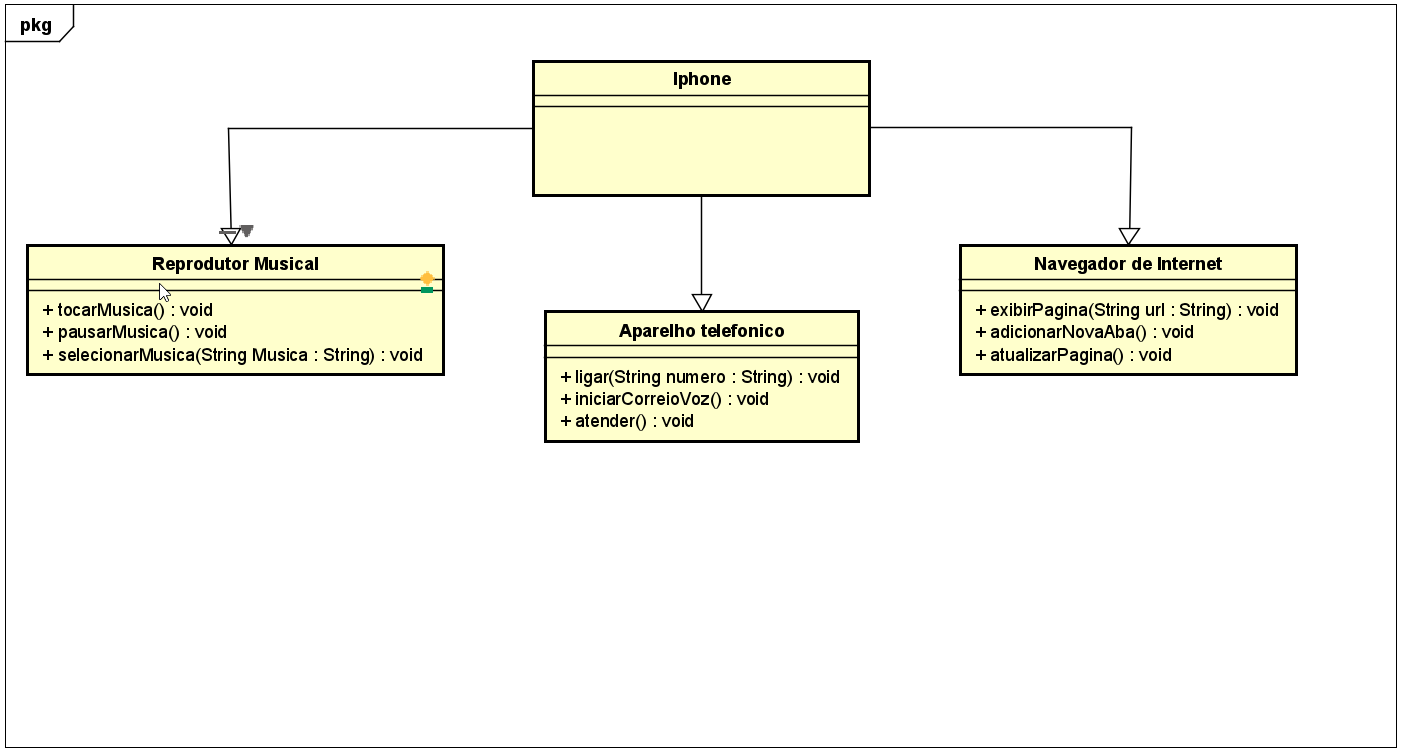 pkg
Iphone
Reprodutor Musical
+ tocarMusica() : void
+ pausarMusica() : void
+ selecionarMusica(String Musica : String) : void
Aparelho telefonico
+ ligar(String numero : String) : void
+ iniciarCorreioVoz() : void
+ atender() : void
Navegador de Internet
+ exibirPagina(String url : String) : void
+ adicionarNovaAba() : void
+ atualizarPagina() : void